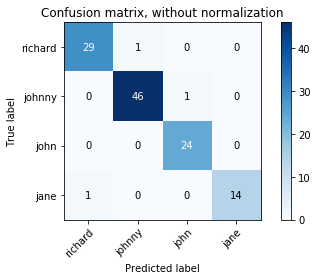 Confusion matrix, without normalization
True label
richard 29 1 0 0
johnny 0 46 1 0
john 0 0 24 0
jane 1 0 0 14
richard johnny john jane
Predicted label
40
30
20
10
0